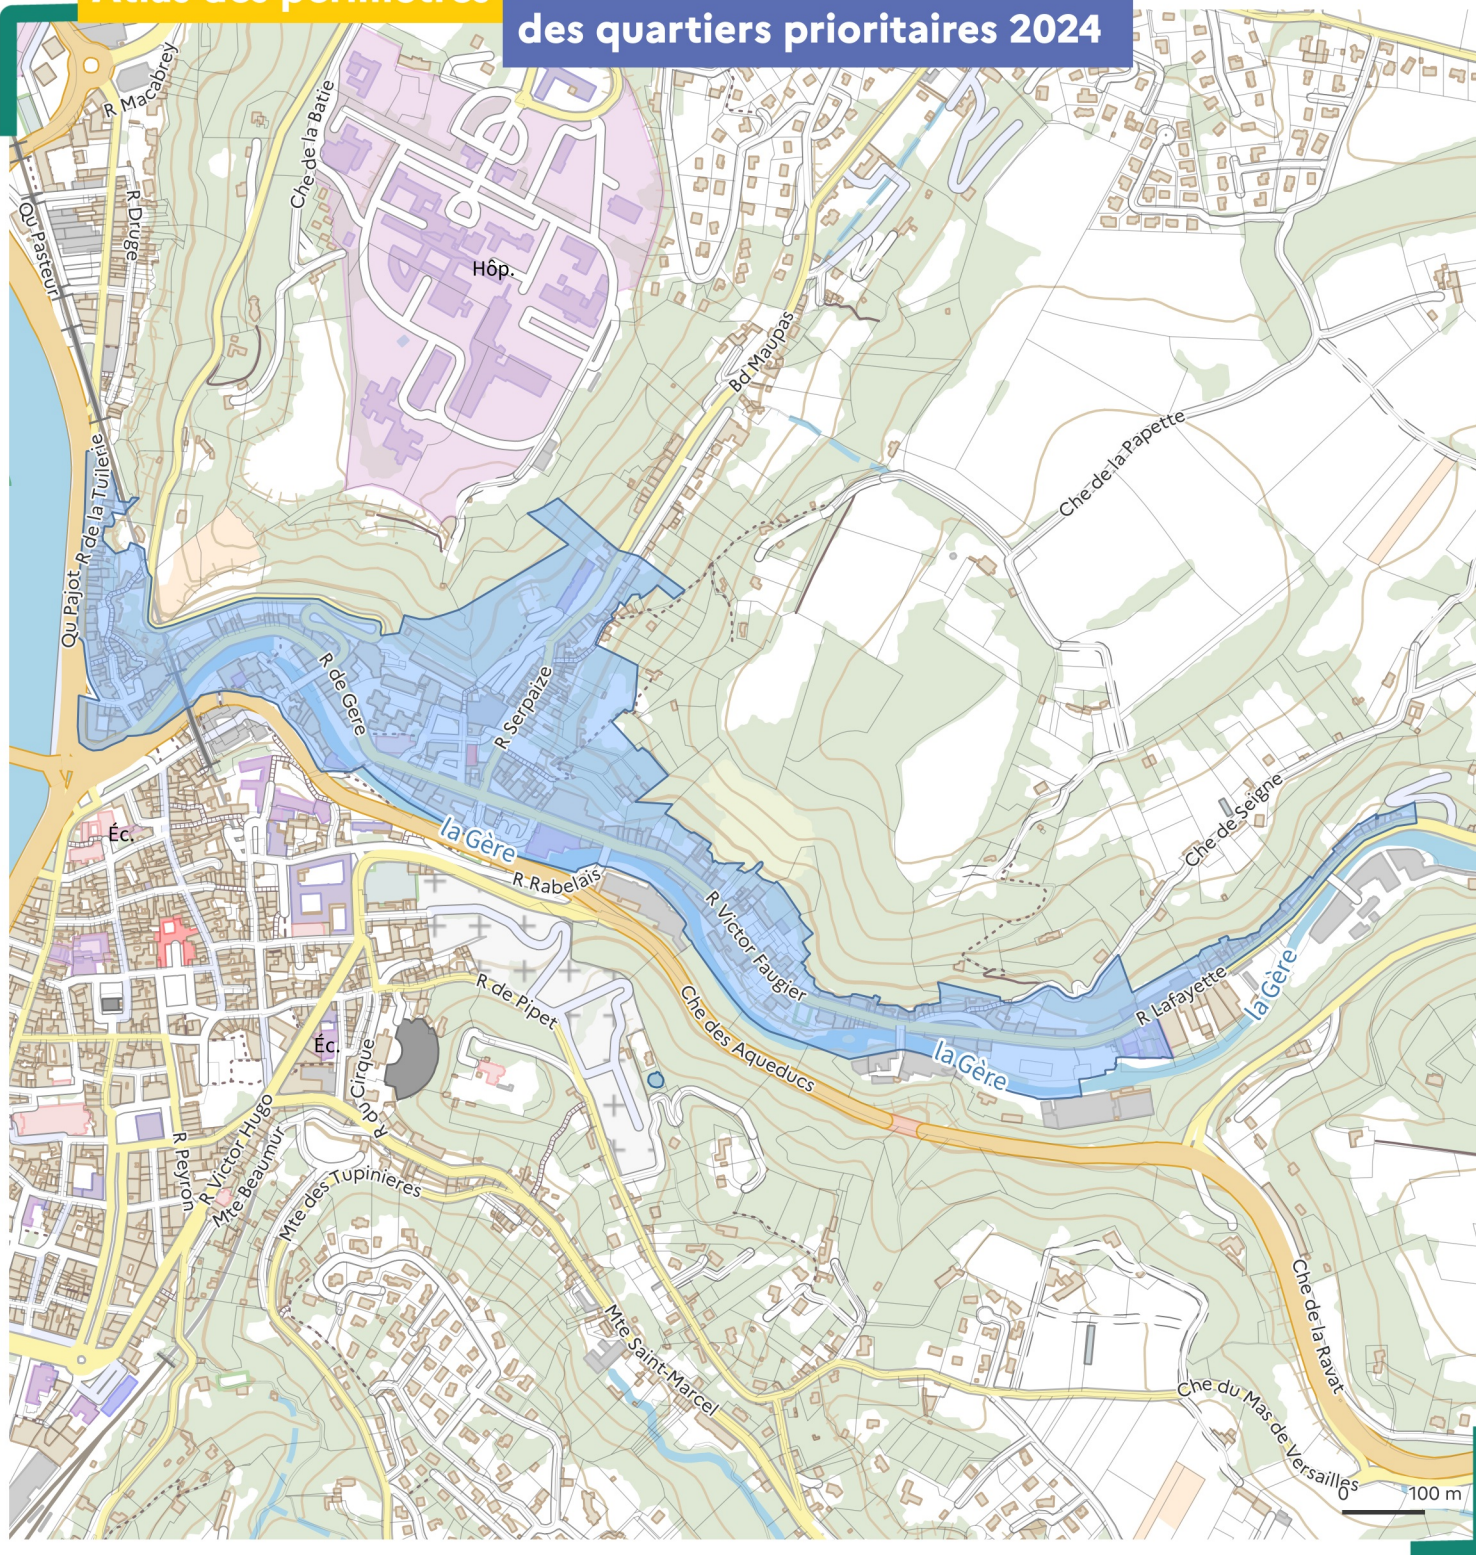 Atlas des périmètres
des quartiers prioritaires 2024
R Macabrey
Che de la Batie
R Druge
Qu Pasteur
Hôp.
Bd Maupas
Che de la Papette
R de la Tuilerie
Qu Pajot
R de Gere
R Serpaize
Che de Seigne
Éc.
la Gère
R Rabelais
R Victor Faugier
R Lafayette
la Gère
R de Pipet
Che des Aqueducs
la Gère
Éc.
R du Cirque
R Victor Hugo
R Peyron
Mte Beaumur
Mte des Tupinieres
Che de la Ravat
Mte Saint-Marcel
Che du Mas de Versailles
0 100 m